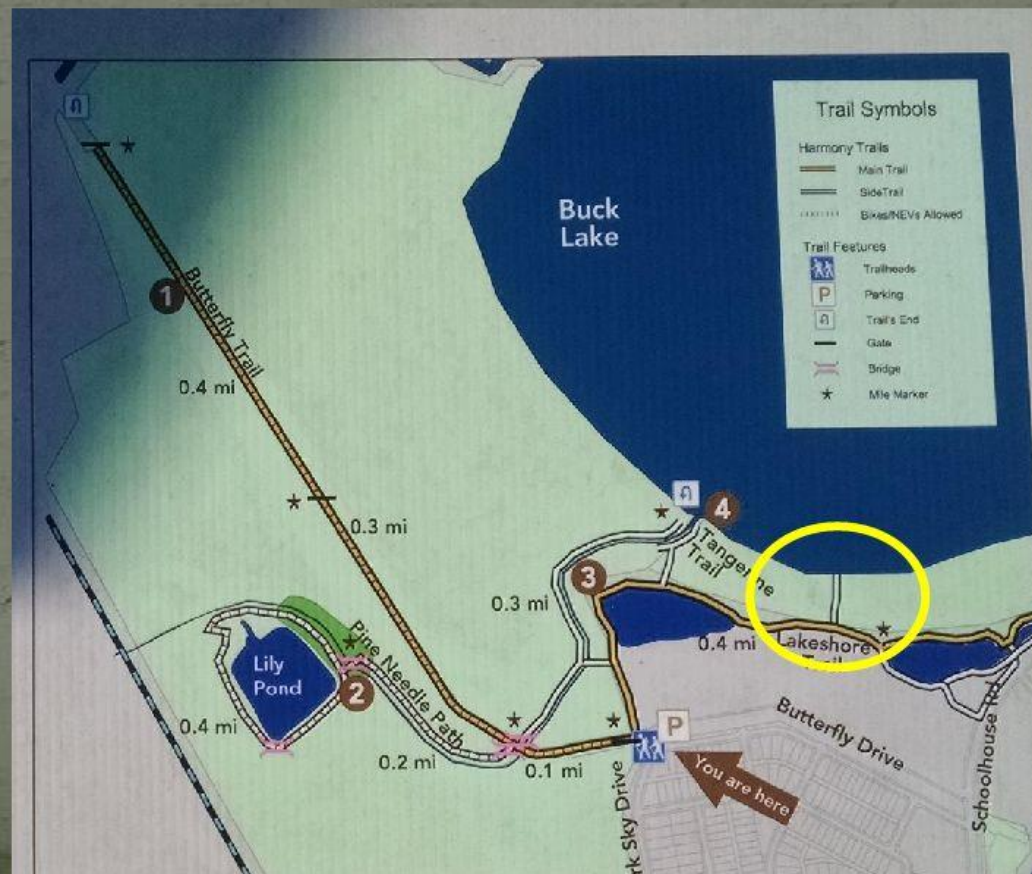 Trail Symbols
Harmony Trails
Main Trail
SideTrail
Bikes/NEVs Allowed
Trail Features
Trailheads
P
Parking
Trail's End
Gate
Bridge
Mile Marker
Buck
Lake
1
Butterfly Trail
0.4 mi
0.3 mi
4
Tangerine
Trail
3
0.3 mi
0.4 mi
Lakeshore
Trail
Lily
Pond
Pine Needle Path
2
0.4 mi
0.2 mi
0.1 mi
P
You are here
Butterfly Drive
Sky Drive
Schoolhouse